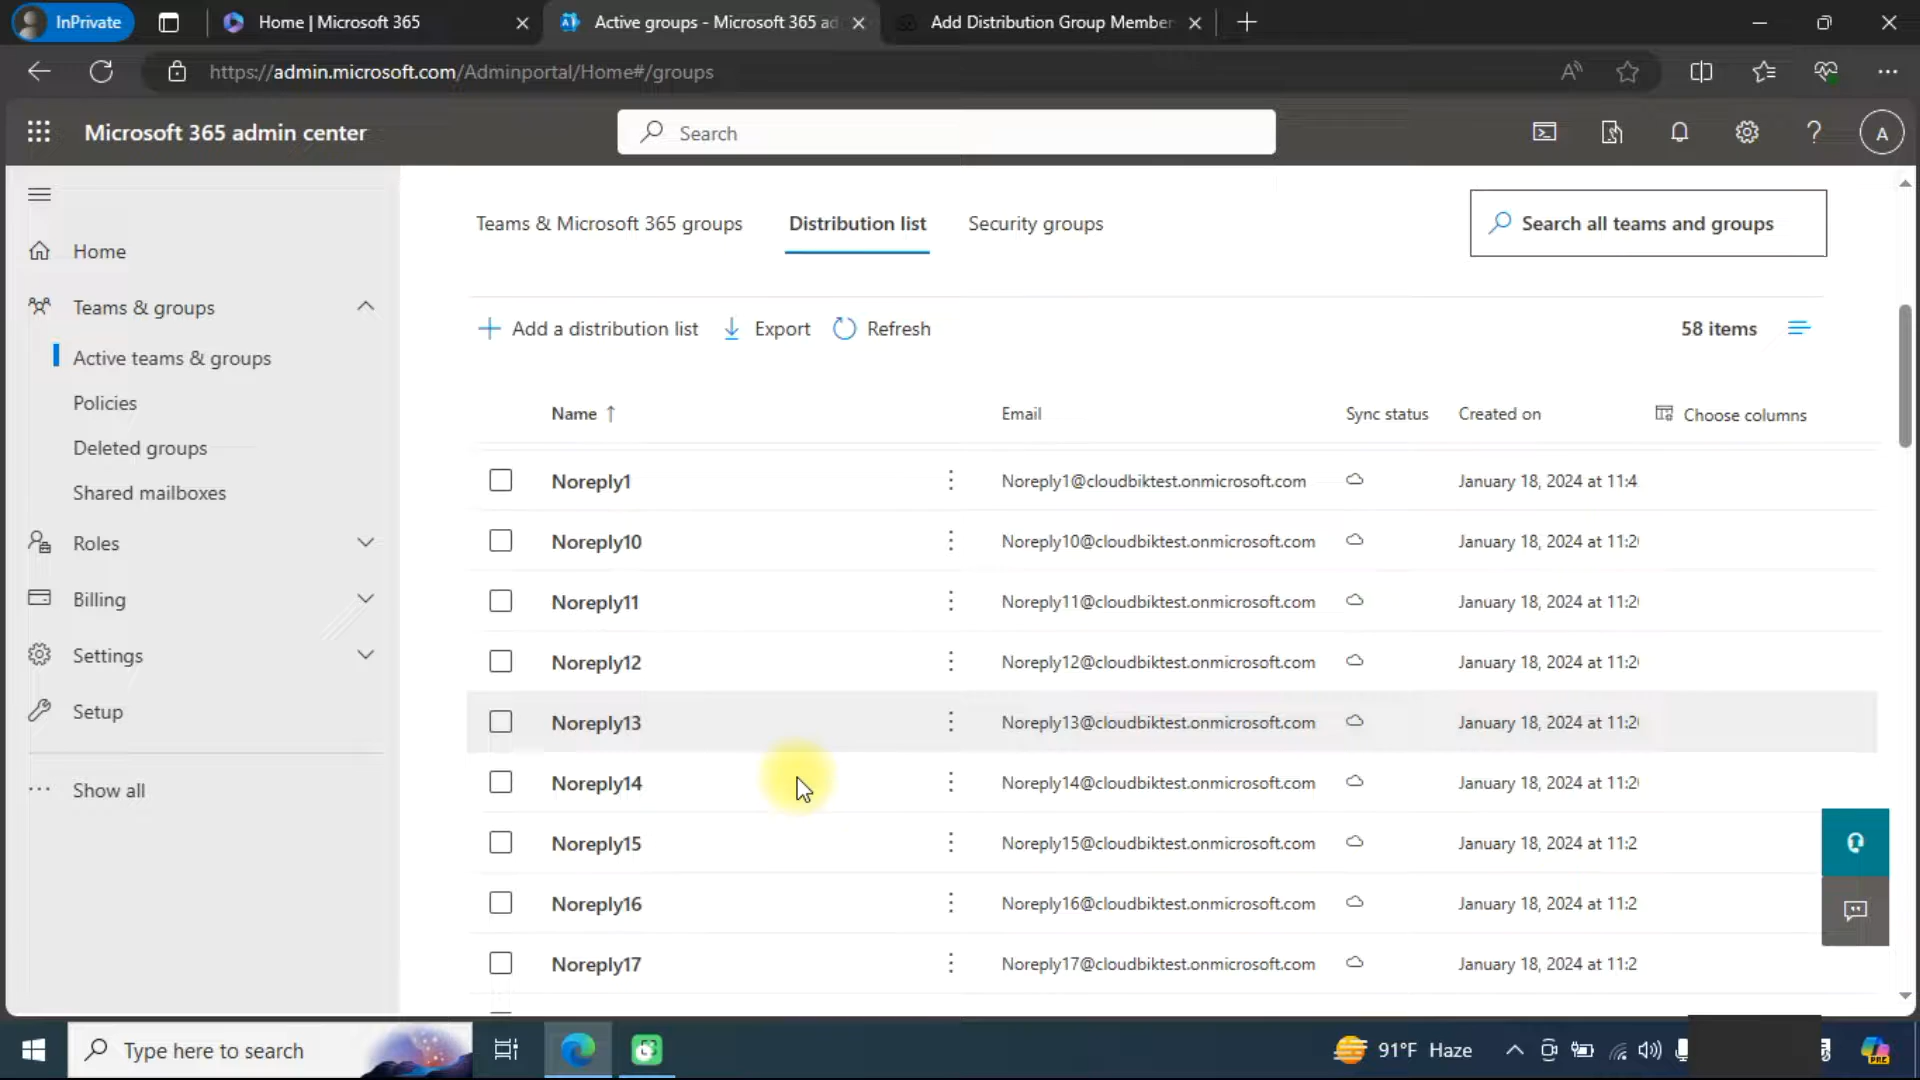 InPrivate
Home | Microsoft 365
Active groups - Microsoft 365 ad
Add Distribution Group Member
https://admin.microsoft.com/Adminportal/Home#/groups
Microsoft 365 admin center
Search
A
Home
Teams & groups
Active teams & groups
Policies
Deleted groups
Shared mailboxes
Roles
Billing
Settings
Setup
Show all
Teams & Microsoft 365 groups
Distribution list
Security groups
Search all teams and groups
Add a distribution list
Export
Refresh
58 items
Name ↑ Email Sync status Created on Choose columns
Noreply1 Noreply1@cloudbiktest.onmicrosoft.com January 18, 2024 at 11:4
Noreply10 Noreply10@cloudbiktest.onmicrosoft.com January 18, 2024 at 11:2
Noreply11 Noreply11@cloudbiktest.onmicrosoft.com January 18, 2024 at 11:2
Noreply12 Noreply12@cloudbiktest.onmicrosoft.com January 18, 2024 at 11:2
Noreply13 Noreply13@cloudbiktest.onmicrosoft.com January 18, 2024 at 11:2
Noreply14 Noreply14@cloudbiktest.onmicrosoft.com January 18, 2024 at 11:2
Noreply15 Noreply15@cloudbiktest.onmicrosoft.com January 18, 2024 at 11:2
Noreply16 Noreply16@cloudbiktest.onmicrosoft.com January 18, 2024 at 11:2
Noreply17 Noreply17@cloudbiktest.onmicrosoft.com January 18, 2024 at 11:2
Type here to search
91°F Haze
PRE